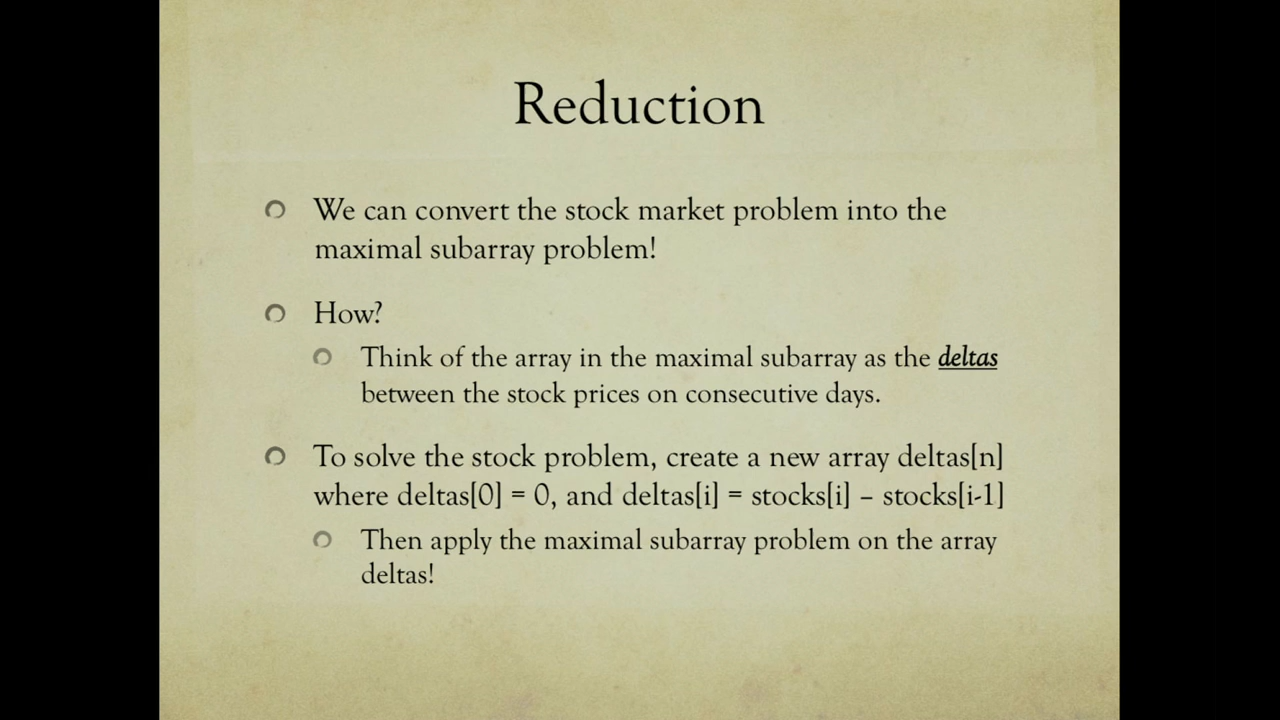 Reduction
We can convert the stock market problem into the
maximal subarray problem!
How?
Think of the array in the maximal subarray as the deltas
between the stock prices on consecutive days.
To solve the stock problem, create a new array deltas[n]
where deltas[0] = 0, and deltas[i] = stocks[i] – stocks[i-1]
Then apply the maximal subarray problem on the array
deltas!